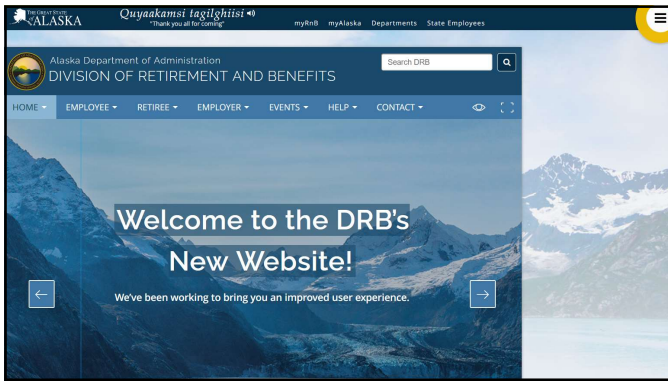 THE GREAT STATE
of ALASKA
Quyaakamsi tagilghiisi
"Thank you all for coming"
myRnB myAlaska Departments State Employees
Alaska Department of Administration
DIVISION OF RETIREMENT AND BENEFITS
Search DRB
HOME EMPLOYEE RETIREE EMPLOYER EVENTS HELP CONTACT
Welcome to the DRB's
New Website!
We've been working to bring you an improved user experience.